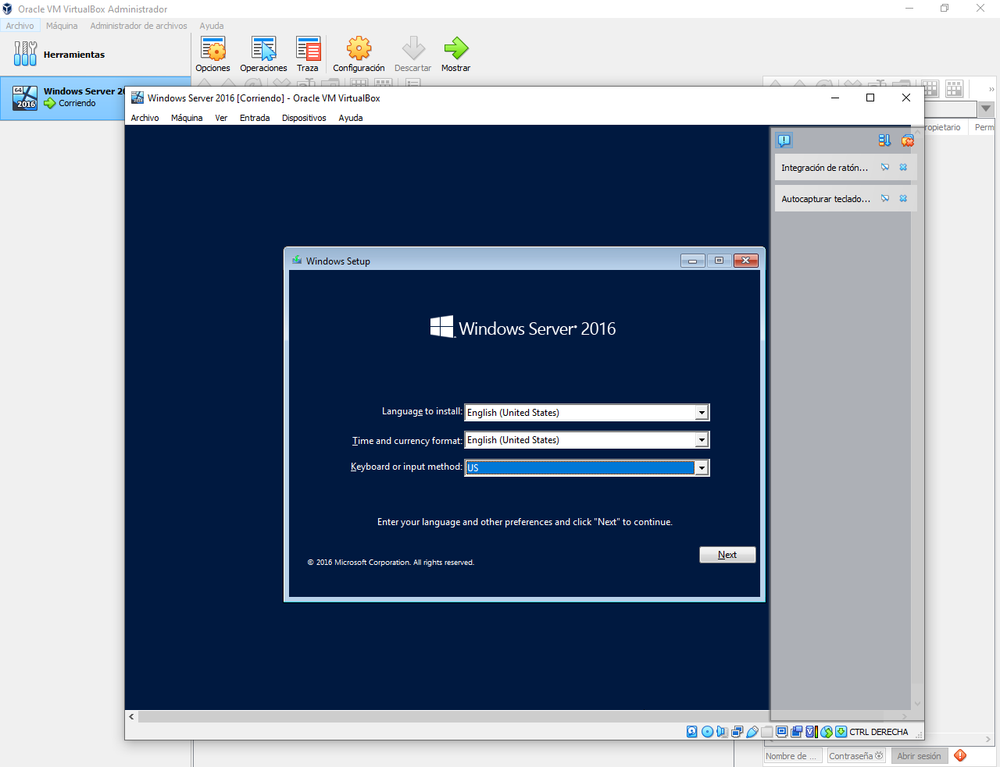 Oracle VM VirtualBox Administrador
Archivo Máquina Administrador de archivos Ayuda
Herramientas
Opciones Operaciones Traza Configuración Descartar Mostrar
64
2016
Windows Server 20
Corriendo
Windows Server 2016 [Corriendo] - Oracle VM VirtualBox
Archivo Máquina Ver Entrada Dispositivos Ayuda
ropietario Perm
Integración de ratón...
Autocapturar teclado...
Windows Setup
Windows Server 2016
Language to install: English (United States)
Time and currency format: English (United States)
Keyboard or input method: US
Enter your language and other preferences and click "Next" to continue.
Next
© 2016 Microsoft Corporation. All rights reserved.
CTRL DERECHA
Nombre de ... Contraseña Abrir sesión